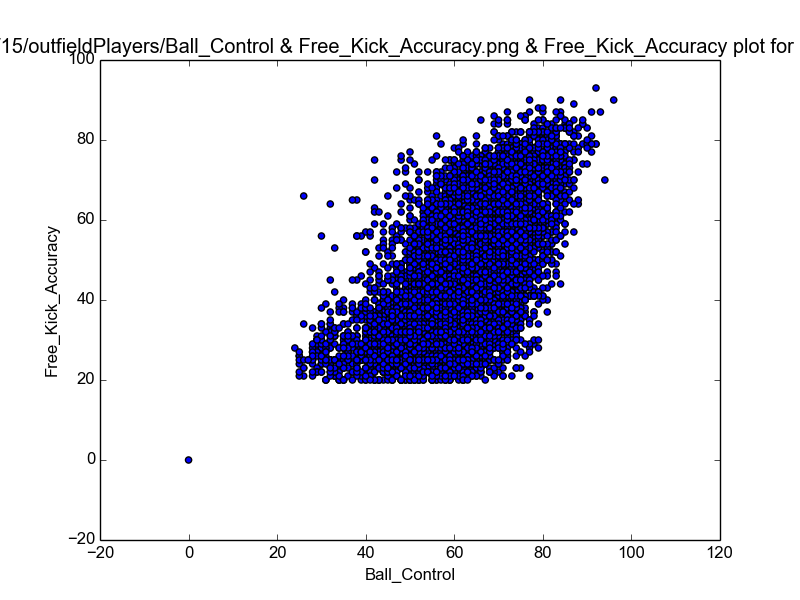 /15/outfieldPlayers/Ball_Control & Free_Kick_Accuracy.png & Free_Kick_Accuracy plot for
100
80
60
40
20
0
−20
Free_Kick_Accuracy
−20 0 20 40 60 80 100 120
Ball_Control